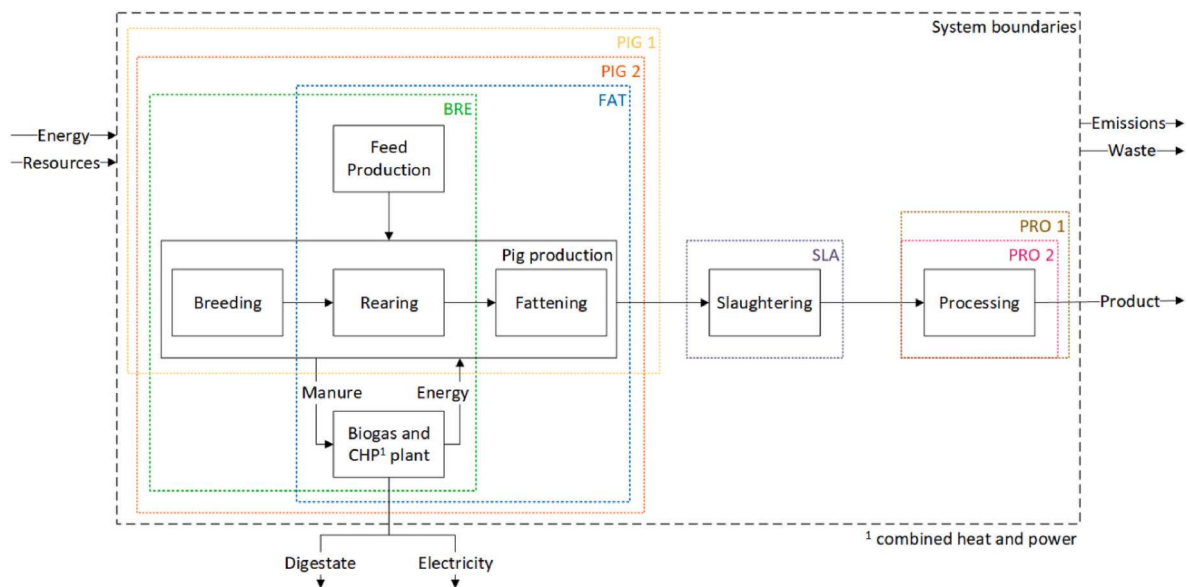 System boundaries
PIG 1
PIG 2
FAT
BRE
Energy
Resources
Emissions
Waste
Feed
Production
PRO 1
PRO 2
SLA
Pig production
Breeding
Rearing
Fattening
Slaughtering
Processing
Product
Manure
Energy
Biogas and
CHP¹ plant
¹ combined heat and power
Digestate
Electricity